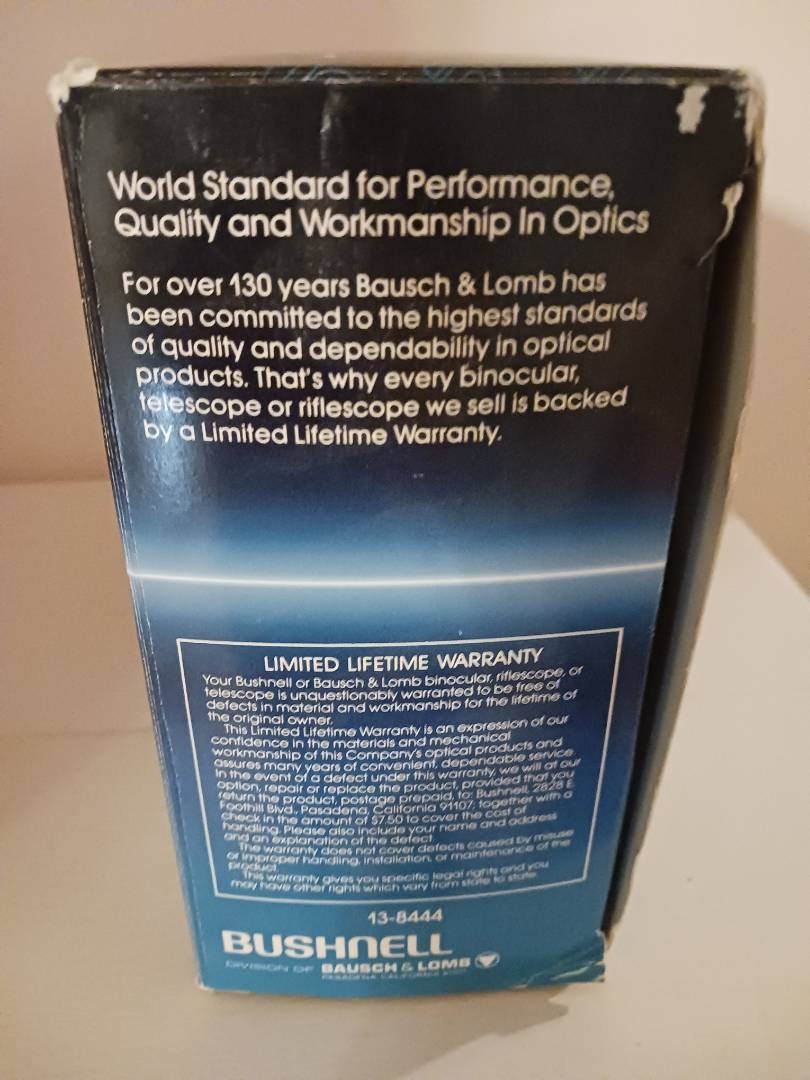 World Standard for Performance,
Quality and Workmanship In Optics
For over 130 years Bausch & Lomb has
been committed to the highest standards
of quality and dependability in optical
products. That's why every binocular,
telescope or riflescope we sell is backed
by a Limited Lifetime Warranty.
LIMITED LIFETIME WARRANTY
Your Bushnell or Bausch & Lomb binocular, riflescope, or
telescope is unquestionably warranted to be free of
defects in material and workmanship for the lifetime of
the original owner.
This Limited Lifetime Warranty is an expression of our
confidence in the materials and mechanical
workmanship of this Company's optical products and
assures many years of convenient, dependable service.
In the event of a defect under this warranty, we will at our
option, repair or replace the product, provided that you
return the product, postage prepaid, to: Bushnell, 2828 E.
Foothill Blvd., Pasadena, California 91107, together with a
check in the amount of $7.50 to cover the cost of
handling. Please also include your name and address
and an explanation of the defect.
The warranty does not cover defects caused by misuse
or improper handling, installation, or maintenance of the
product.
This warranty gives you specific legal rights and you
may have other rights which vary from state to state.
13-8444
BUSHNELL
DIVISION OF BAUSCH & LOMB
PASADENA CALIFORNIA